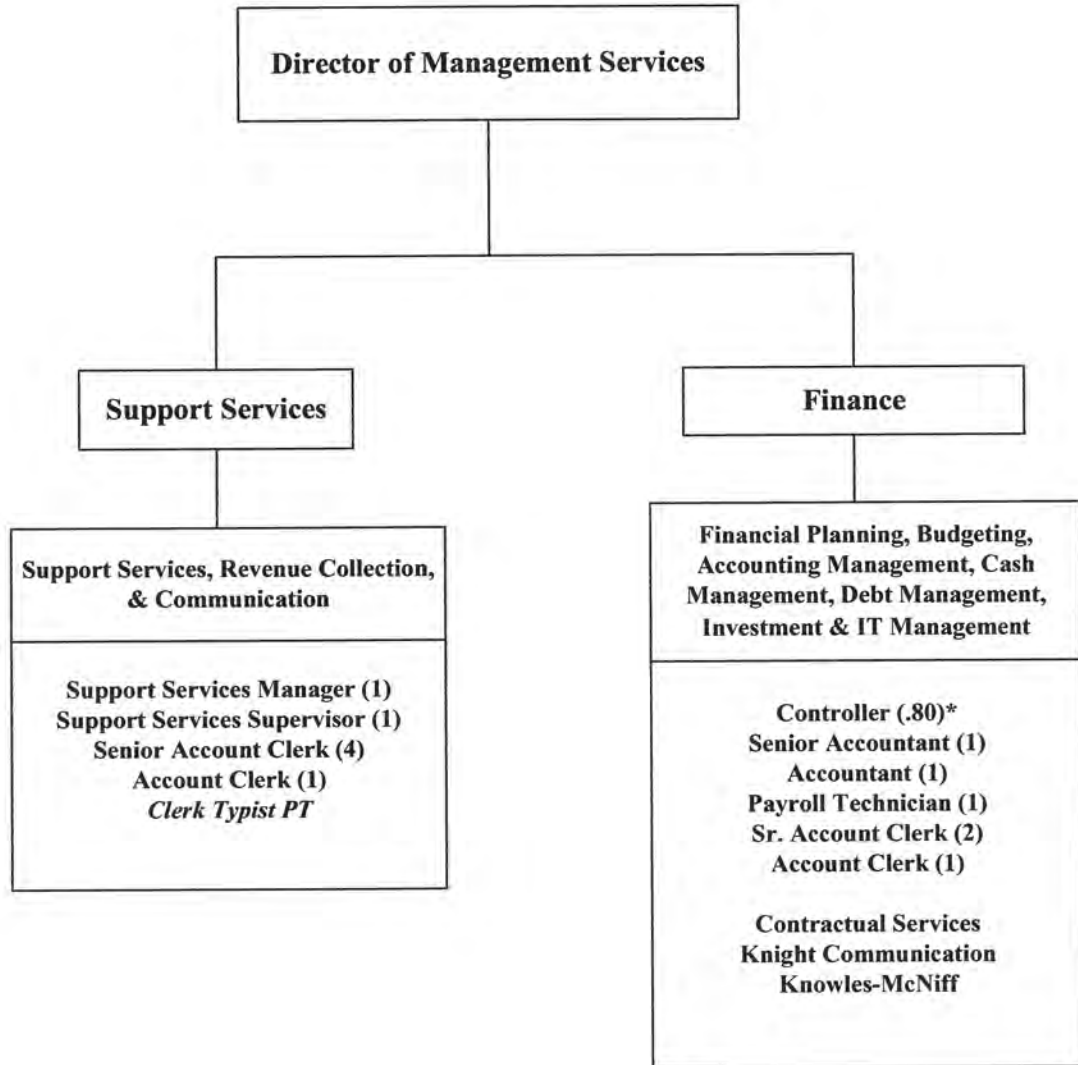 Director of Management Services
Support Services
Finance
Support Services, Revenue Collection,
& Communication
Support Services Manager (1)
Support Services Supervisor (1)
Senior Account Clerk (4)
Account Clerk (1)
Clerk Typist PT
Financial Planning, Budgeting,
Accounting Management, Cash
Management, Debt Management,
Investment & IT Management
Controller (.80)*
Senior Accountant (1)
Accountant (1)
Payroll Technician (1)
Sr. Account Clerk (2)
Account Clerk (1)
Contractual Services
Knight Communication
Knowles-McNiff